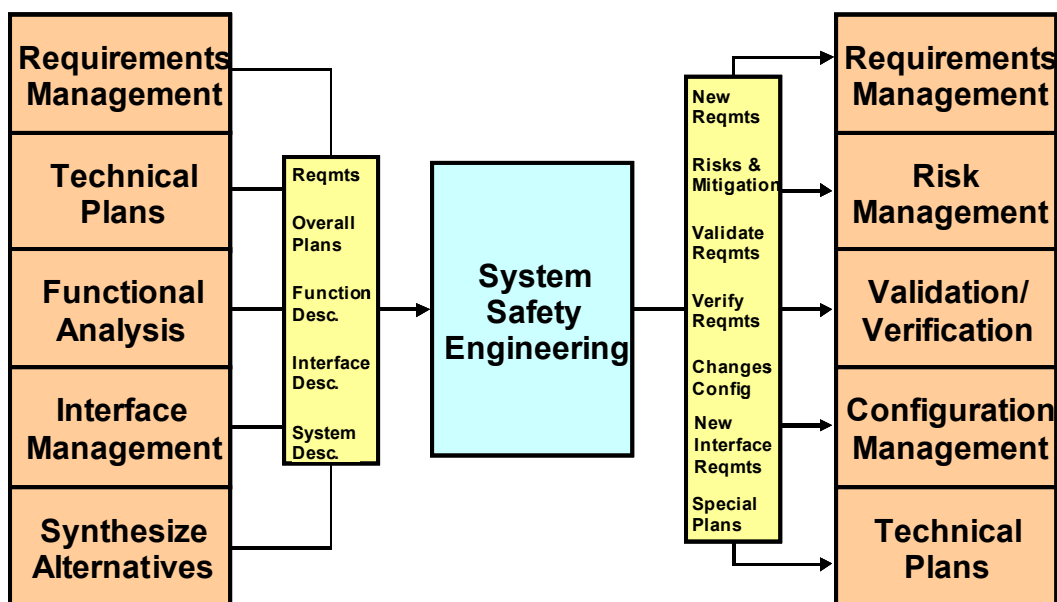 Requirements
Management
Technical
Plans
Functional
Analysis
Interface
Management
Synthesize
Alternatives
Reqmts
Overall
Plans
Function
Desc.
Interface
Desc.
System
Desc.
System
Safety
Engineering
New
Reqmts
Risks &
Mitigation
Validate
Reqmts
Verify
Reqmts
Changes
Config
New
Interface
Reqmts
Special
Plans
Requirements
Management
Risk
Management
Validation/
Verification
Configuration
Management
Technical
Plans